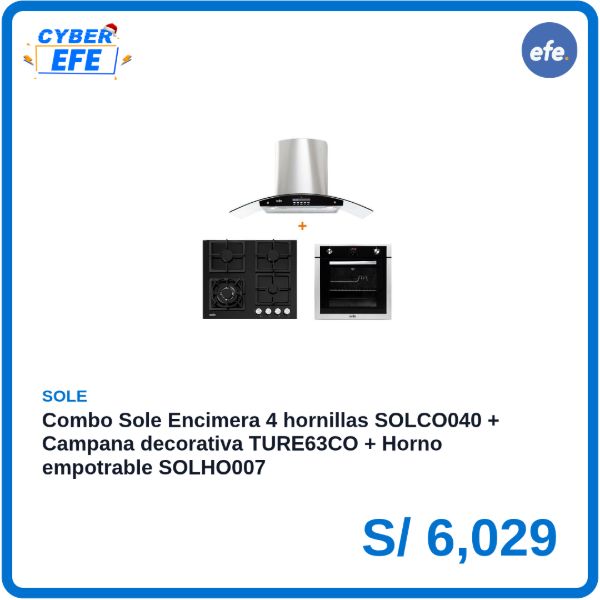 CYBER
EFE
efe.
+
SOLE
Combo Sole Encimera 4 hornillas SOLCO040 +
Campana decorativa TURE63CO + Horno
empotrable SOLHO007
S/ 6,029